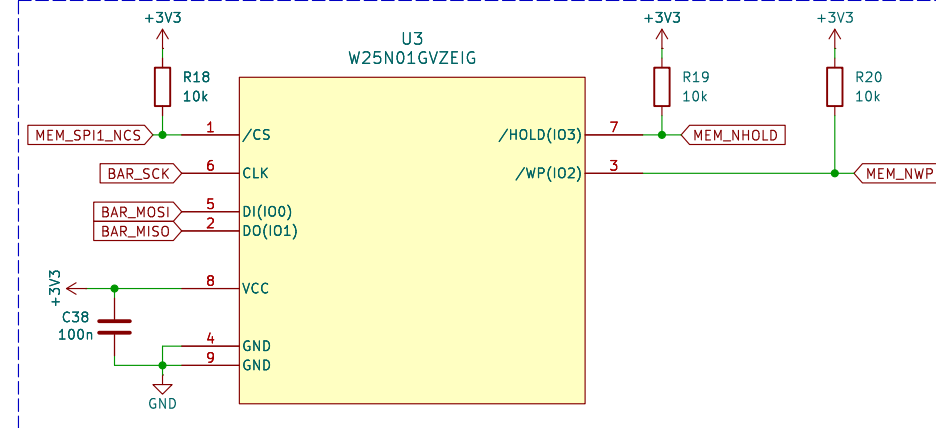 +3V3
+3V3
+3V3
U3
W25N01GVZEIG
R18
10k
R19
10k
R20
10k
MEM_SPI1_NCS
1
/CS
/HOLD(IO3)
7
MEM_NHOLD
BAR_SCK
6
CLK
/WP(IO2)
3
MEM_NWP
BAR_MOSI
5
DI(IO0)
BAR_MISO
2
DO(IO1)
+3V3
8
VCC
C38
100n
4
GND
9
GND
GND